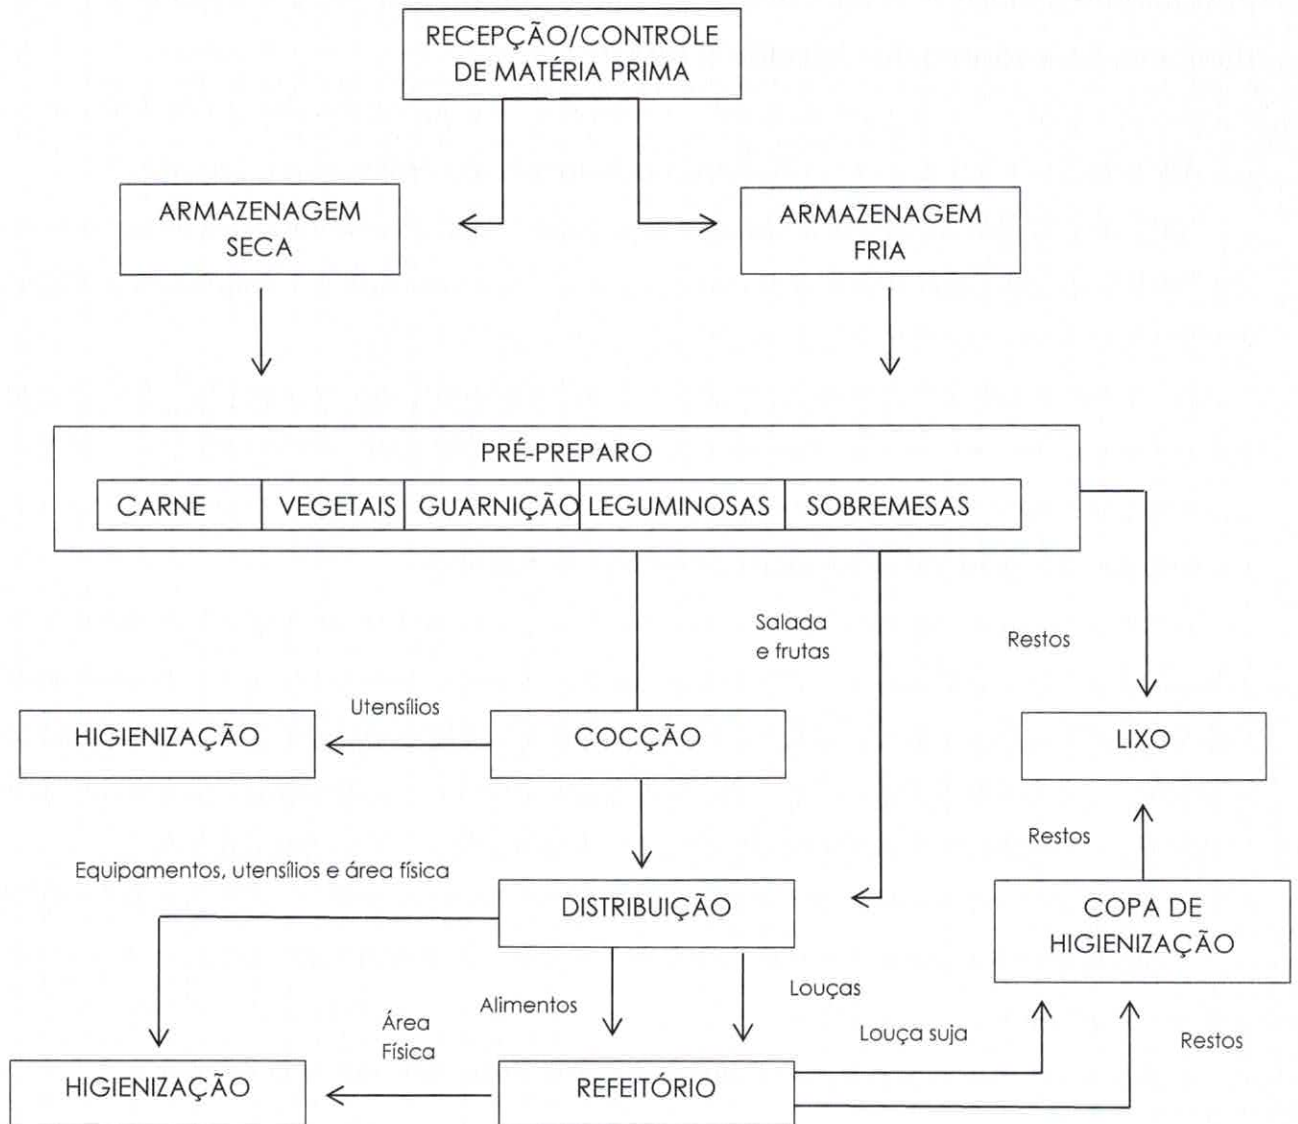 RECEPÇÃO/CONTROLE
DE MATÉRIA PRIMA
ARMAZENAGEM
SECA
ARMAZENAGEM
FRIA
PRÉ-PREPARO
CARNE
VEGETAIS
GUARNIÇÃO
LEGUMINOSAS
SOBREMESAS
Salada
e frutas
Restos
Utensílios
HIGIENIZAÇÃO
COCÇÃO
LIXO
Restos
Equipamentos, utensílios e área física
DISTRIBUIÇÃO
COPA DE
HIGIENIZAÇÃO
Alimentos
Louças
Área
Física
Louça suja
Restos
HIGIENIZAÇÃO
REFEITÓRIO